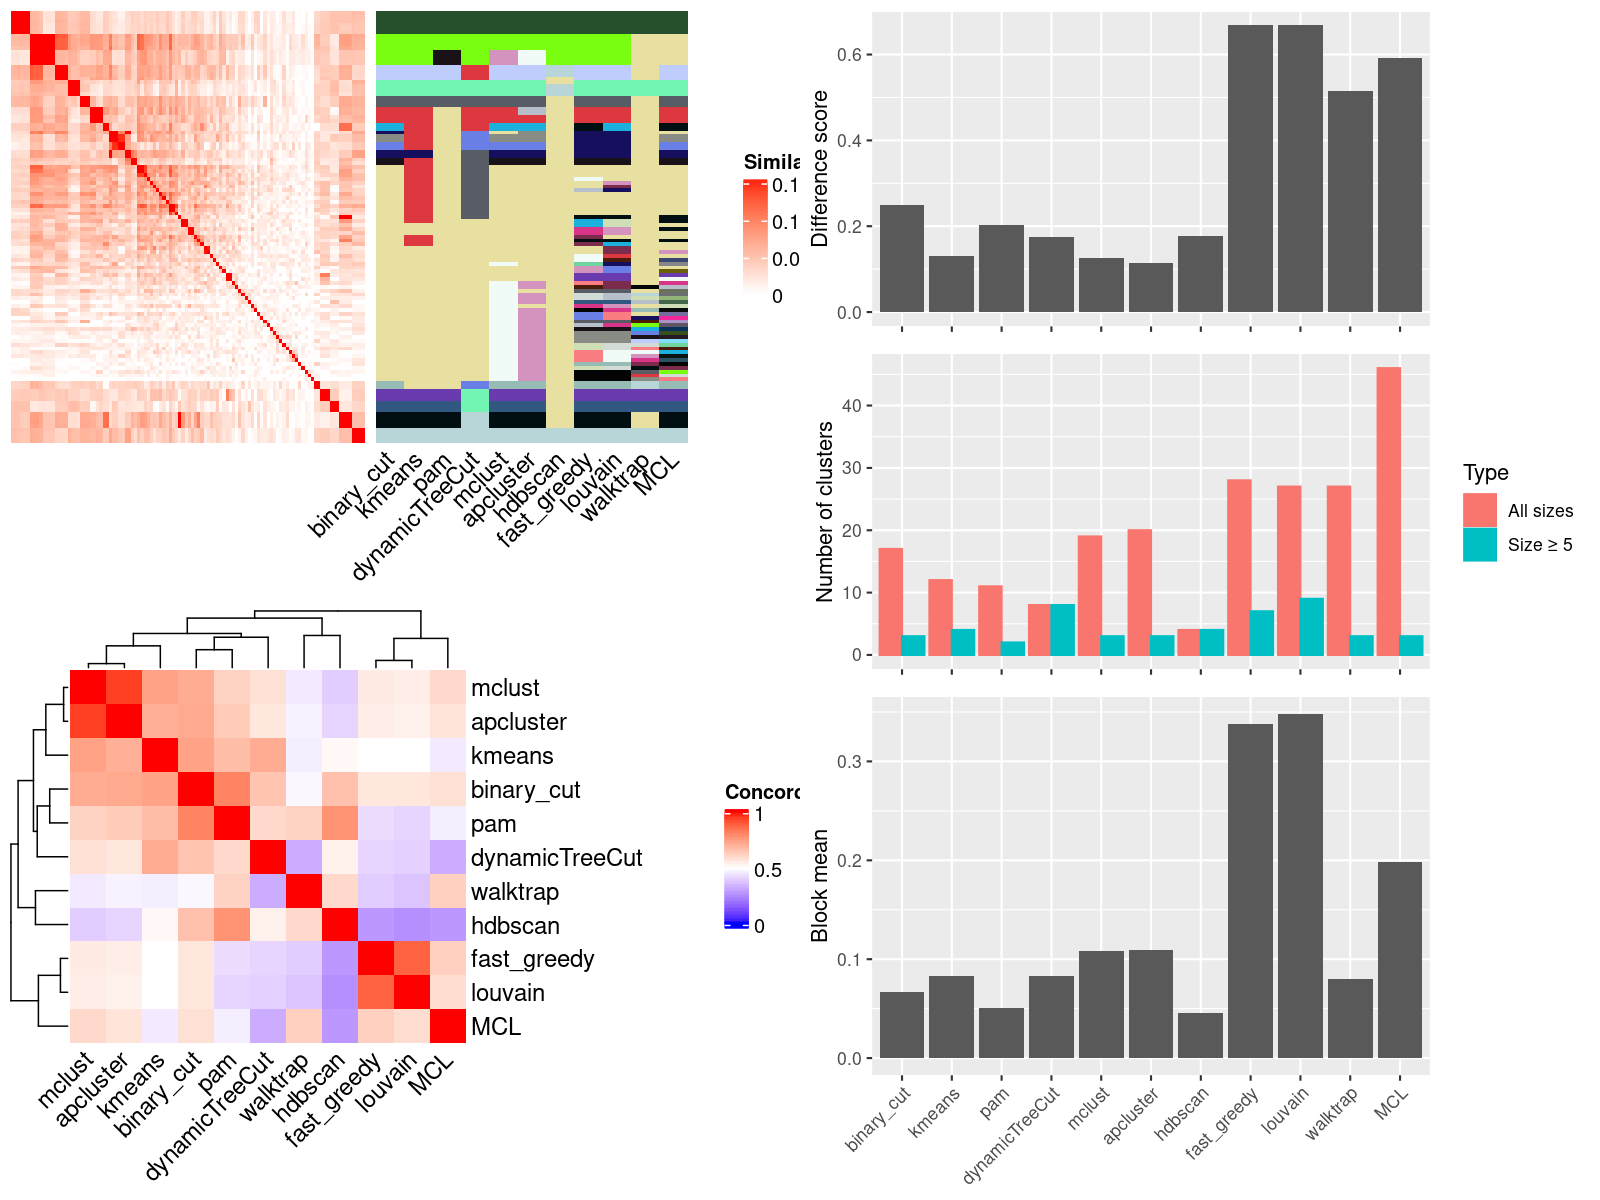 Simila
0.1
0.1
0.0
0
binary_cut
kmeans
pam
dynamicTreeCut
mclust
apcluster
hdbscan
fast_greedy
louvain
walktrap
MCL
Difference score
0.6
0.4
0.2
0.0
Number of clusters
40
30
20
10
0
Type
All sizes
Size ≥ 5
mclust
apcluster
kmeans
binary_cut
pam
dynamicTreeCut
walktrap
hdbscan
fast_greedy
louvain
MCL
mclust
apcluster
kmeans
binary_cut
pam
dynamicTreeCut
walktrap
hdbscan
fast_greedy
louvain
MCL
Concord
1
0.5
0
Block mean
0.3
0.2
0.1
0.0
binary_cut
kmeans
pam
dynamicTreeCut
mclust
apcluster
hdbscan
fast_greedy
louvain
walktrap
MCL